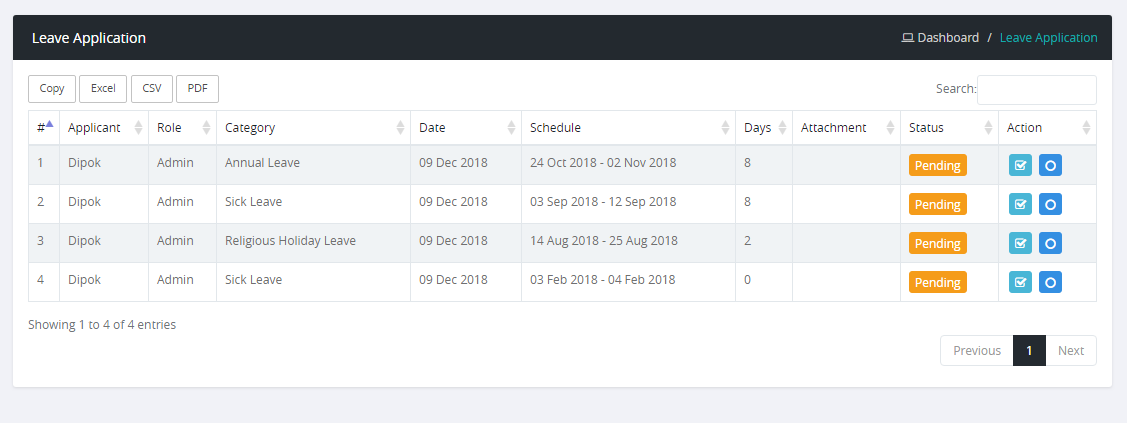 Leave Application
Dashboard / Leave Application
Copy Excel CSV PDF Search:
# Applicant Role Category Date Schedule Days Attachment Status Action
1 Dipok Admin Annual Leave 09 Dec 2018 24 Oct 2018 - 02 Nov 2018 8 Pending
2 Dipok Admin Sick Leave 09 Dec 2018 03 Sep 2018 - 12 Sep 2018 8 Pending
3 Dipok Admin Religious Holiday Leave 09 Dec 2018 14 Aug 2018 - 25 Aug 2018 2 Pending
4 Dipok Admin Sick Leave 09 Dec 2018 03 Feb 2018 - 04 Feb 2018 0 Pending
Showing 1 to 4 of 4 entries
Previous 1 Next